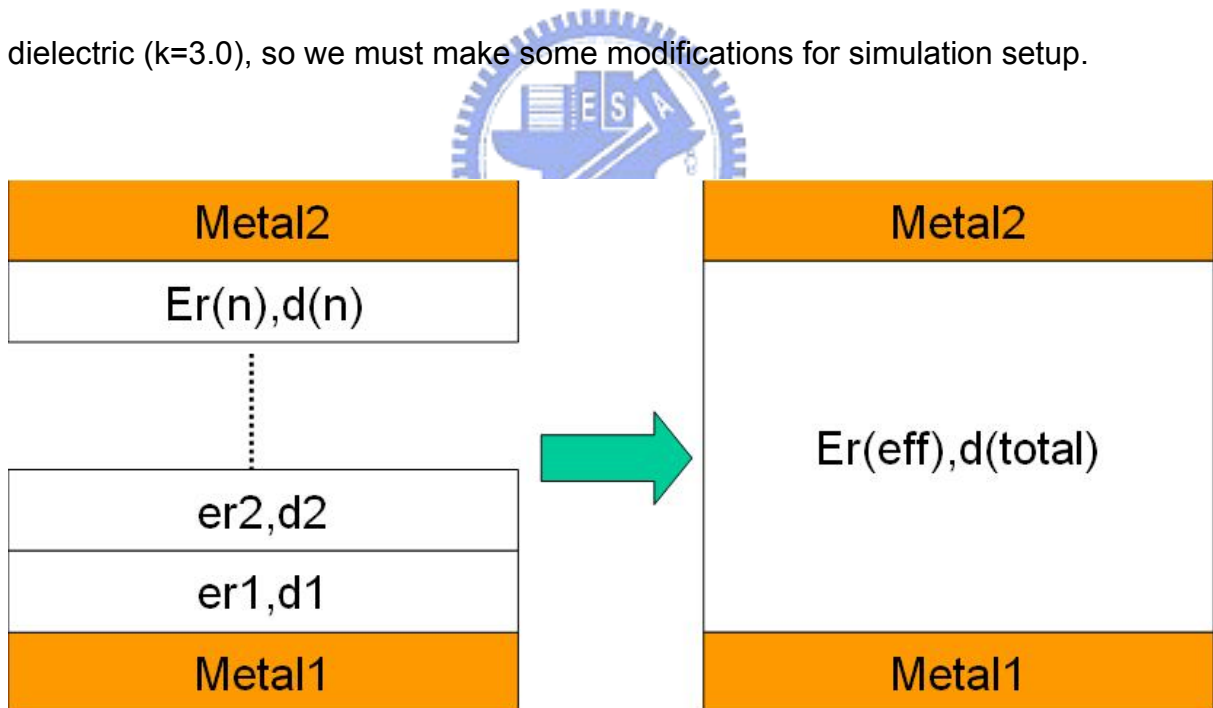 dielectric (k=3.0), so we must make some modifications for simulation setup.
ESA
Metal2
Metal2
Er(n),d(n)
Er(eff),d(total)
er2,d2
er1,d1
Metal1
Metal1